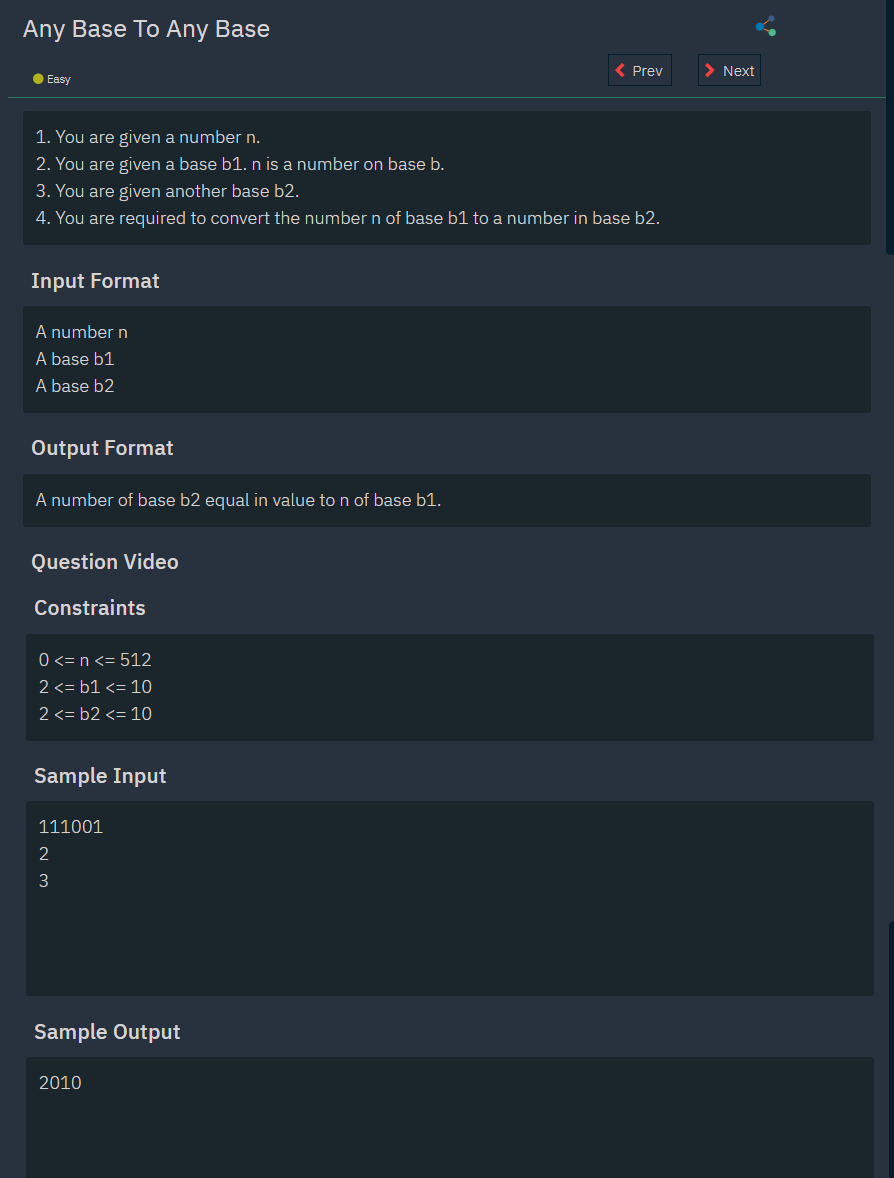 Any Base To Any Base
Easy
Prev
Next
1. You are given a number n.
2. You are given a base b1. n is a number on base b.
3. You are given another base b2.
4. You are required to convert the number n of base b1 to a number in base b2.
Input Format
A number n
A base b1
A base b2
Output Format
A number of base b2 equal in value to n of base b1.
Question Video
Constraints
0 <= n <= 512
2 <= b1 <= 10
2 <= b2 <= 10
Sample Input
111001
2
3
Sample Output
2010